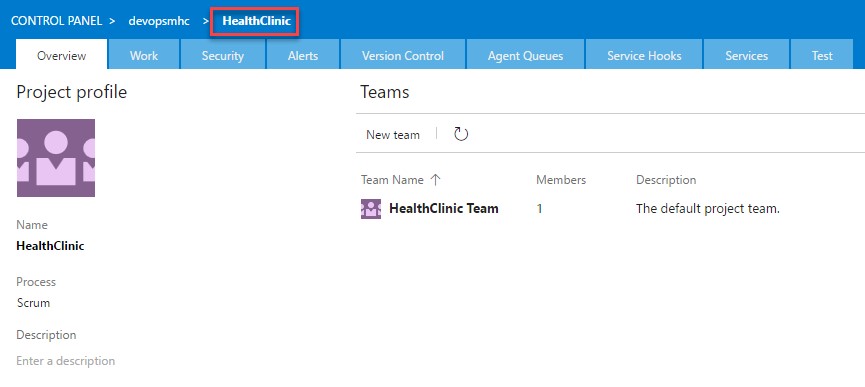 CONTROL PANEL > devopsmhc > HealthClinic
Overview Work Security Alerts Version Control Agent Queues Service Hooks Services Test
Project profile
Name
HealthClinic
Process
Scrum
Description
Enter a description
Teams
New team
Team Name ↑ Members Description
HealthClinic Team 1 The default project team.